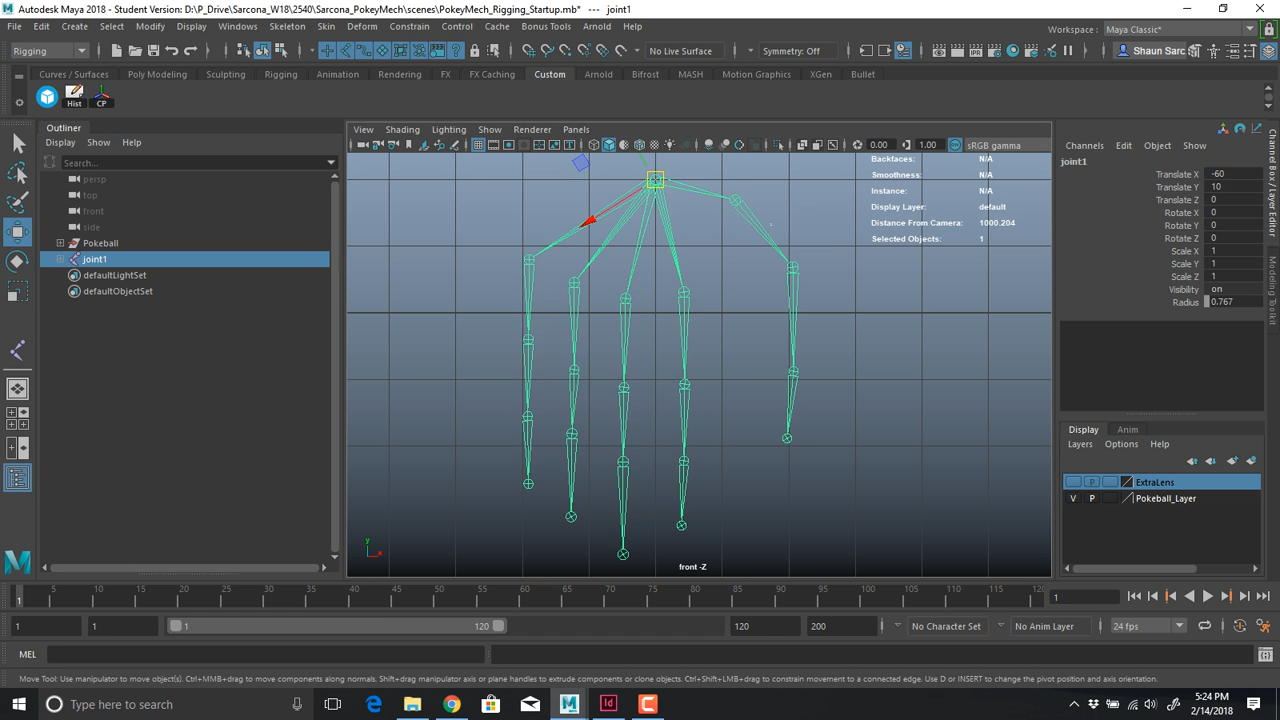 Autodesk Maya 2018 - Student Version: D:\P_Drive\Sarcona_W18\2540\Sarcona_PokeyMech\scenes\PokeyMech_Rigging_Startup.mb* --- joint1
File Edit Create Select Modify Display Windows Skeleton Skin Deform Constrain Control Cache Bonus Tools Help
Workspace : Maya Classic*
Rigging
No Live Surface
Symmetry: Off
Shaun Sarc
Curves / Surfaces Poly Modeling Sculpting Rigging Animation Rendering FX FX Caching Custom Arnold Bifrost MASH Motion Graphics XGen Bullet
Hist CP
Outliner
Display Show Help
Search...
persp
top
front
side
Pokeball
joint1
defaultLightSet
defaultObjectSet
View Shading Lighting Show Renderer Panels
0.00 1.00 sRGB gamma
Backfaces: N/A
Smoothness: N/A
Instance: N/A
Display Layer: default
Distance From Camera: 1000.204
Selected Objects: 1
y
x
front -Z
Channels Edit Object Show
joint1
Translate X -60
Translate Y 10
Translate Z 0
Rotate X 0
Rotate Y 0
Rotate Z 0
Scale X 1
Scale Y 1
Scale Z 1
Visibility on
Radius 0.767
Channel Box / Layer Editor
Modeling Toolkit
Display Anim
Layers Options Help
P ExtraLens
V P Pokeball_Layer
1 5 10 15 20 25 30 35 40 45 50 55 60 65 70 75 80 85 90 95 100 105 110 115 120
1
1 1 1 120 120 200 No Character Set No Anim Layer 24 fps
MEL
Move Tool: Use manipulator to move object(s). Ctrl+MMB+drag to move components along normals. Shift+drag manipulator axis or plane handles to extrude components or clone objects. Ctrl+Shift+LMB+drag to constrain movement to a connected edge. Use D or INSERT to change the pivot position and axis orientation.
Type here to search
5:24 PM
2/14/2018